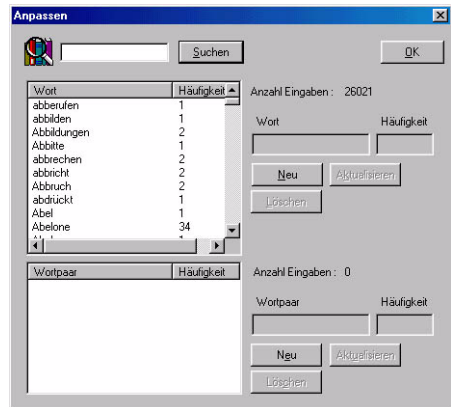 Anpassen
Suchen
OK
Wort Häufigkeit
abberufen 1
abbilden 1
Abbildungen 2
Abbitte 1
abbrechen 2
abbricht 2
Abbruch 2
abdrückt 1
Abel 1
Abelone 34
Anzahl Eingaben : 26021
Wort Häufigkeit
Neu Aktualisieren
Löschen
Wortpaar Häufigkeit
Anzahl Eingaben : 0
Wortpaar Häufigkeit
Neu Aktualisieren
Löschen